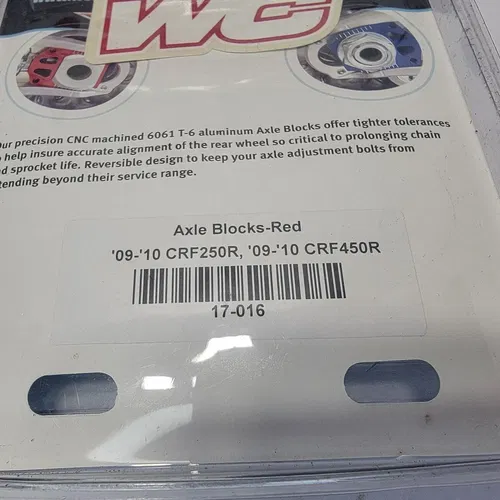 WC
ur precision CNC machined 6061 T-6 aluminum Axle Blocks offer tighter tolerances
help insure accurate alignment of the rear wheel so critical to prolonging chain
d sprocket life. Reversible design to keep your axle adjustment bolts from
tending beyond their service range.
Axle Blocks-Red
'09-'10 CRF250R, '09-'10 CRF450R
17-016